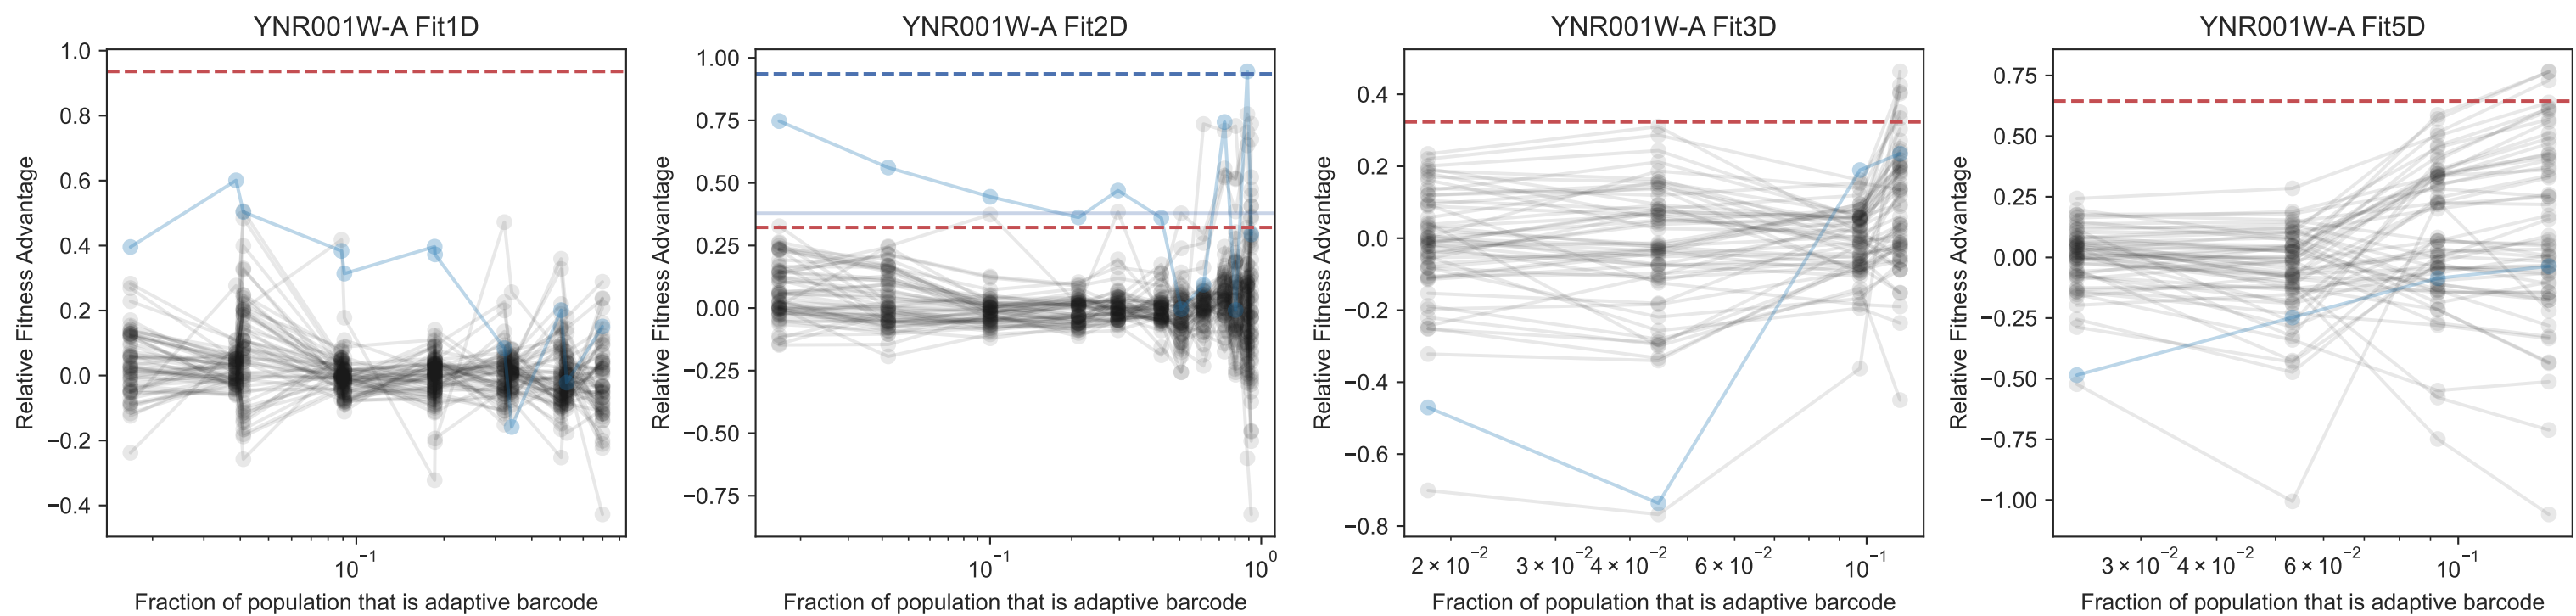 YNR001W-A Fit1D
YNR001W-A Fit2D
YNR001W-A Fit3D
YNR001W-A Fit5D
Relative Fitness Advantage
1.0
0.8
0.6
0.4
0.2
0.0
−0.2
−0.4
10⁻¹
Fraction of population that is adaptive barcode
Relative Fitness Advantage
1.00
0.75
0.50
0.25
0.00
−0.25
−0.50
−0.75
10⁻¹ 10⁰
Fraction of population that is adaptive barcode
Relative Fitness Advantage
0.4
0.2
0.0
−0.2
−0.4
−0.6
−0.8
2 × 10⁻² 3 × 10⁻² 4 × 10⁻² 6 × 10⁻² 10⁻¹
Fraction of population that is adaptive barcode
Relative Fitness Advantage
0.75
0.50
0.25
0.00
−0.25
−0.50
−0.75
−1.00
3 × 10⁻² 4 × 10⁻² 6 × 10⁻² 10⁻¹
Fraction of population that is adaptive barcode